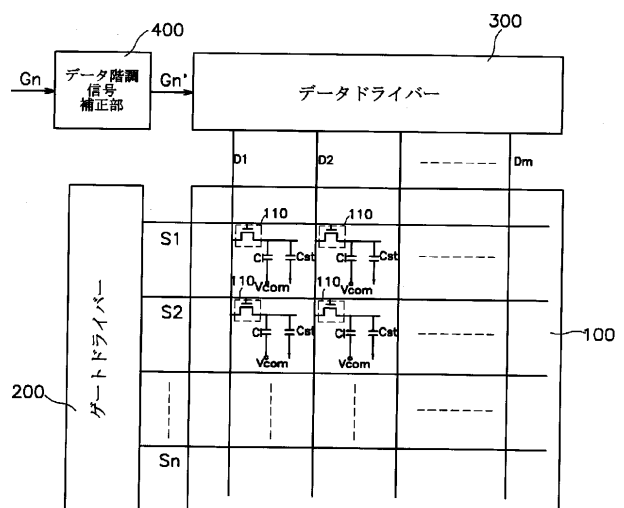 400
300
Gn
データ階調
信号
補正部
Gn'
データドライバー
D1
D2
Dm
S1
110
110
Cl
Cst
Cl
Cst
Vcom
Vcom
S2
110
110
Cl
Cst
Cl
Cst
Vcom
Vcom
100
200
ゲートドライバー
Sn